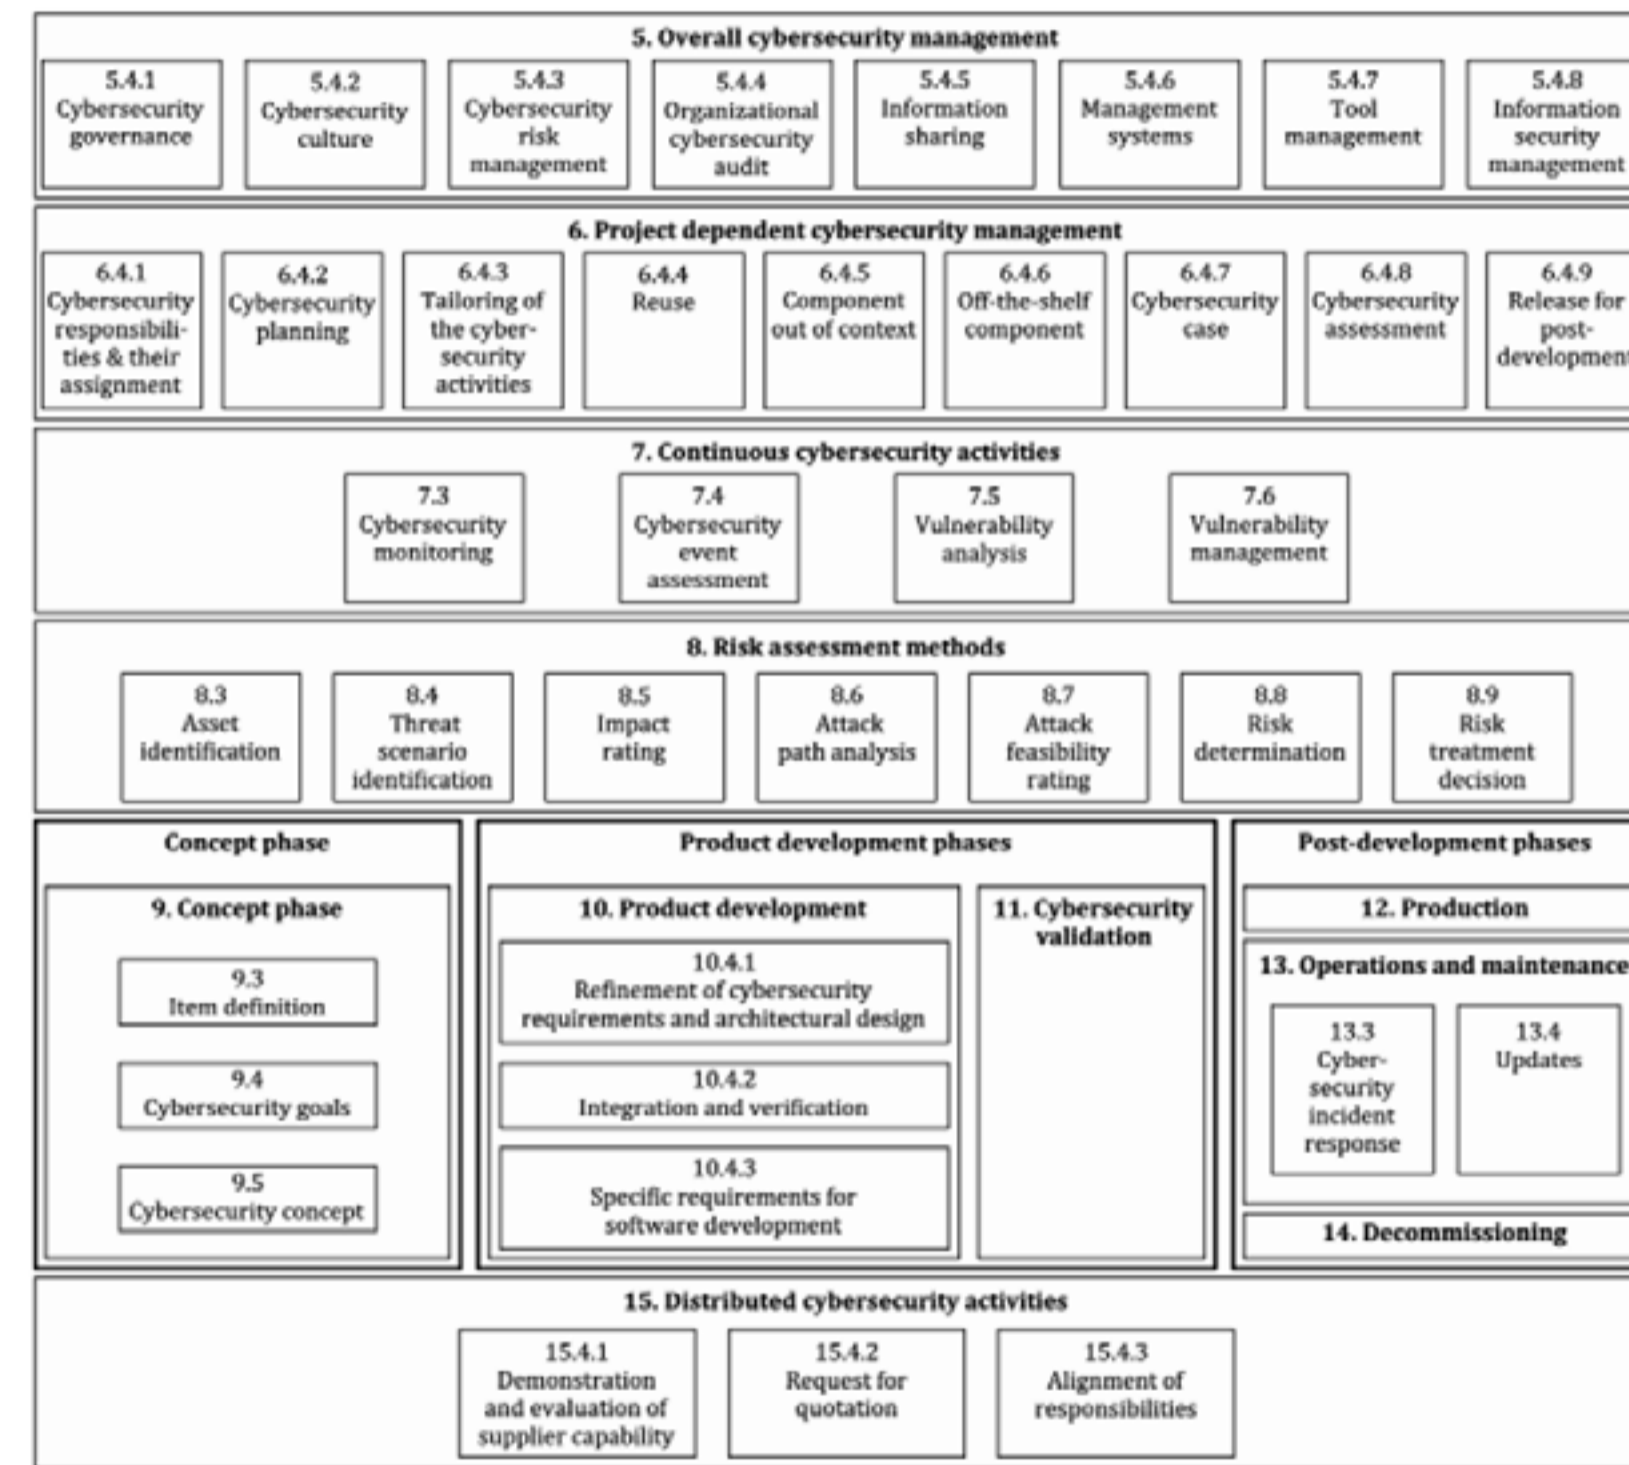 5. Overall cybersecurity management
5.4.1
Cybersecurity
governance
5.4.2
Cybersecurity
culture
5.4.3
Cybersecurity
risk
management
5.4.4
Organizational
cybersecurity
audit
5.4.5
Information
sharing
5.4.6
Management
systems
5.4.7
Tool
management
5.4.8
Information
security
management
6. Project dependent cybersecurity management
6.4.1
Cybersecurity
responsibili-
ties & their
assignment
6.4.2
Cybersecurity
planning
6.4.3
Tailoring of
the cyber-
security
activities
6.4.4
Reuse
6.4.5
Component
out of context
6.4.6
Off-the-shelf
component
6.4.7
Cybersecurity
case
6.4.8
Cybersecurity
assessment
6.4.9
Release for
post-
development
7. Continuous cybersecurity activities
7.3
Cybersecurity
monitoring
7.4
Cybersecurity
event
assessment
7.5
Vulnerability
analysis
7.6
Vulnerability
management
8. Risk assessment methods
8.3
Asset
identification
8.4
Threat
scenario
identification
8.5
Impact
rating
8.6
Attack
path analysis
8.7
Attack
feasibility
rating
8.8
Risk
determination
8.9
Risk
treatment
decision
Concept phase
9. Concept phase
9.3
Item definition
9.4
Cybersecurity goals
9.5
Cybersecurity concept
Product development phases
10. Product development
10.4.1
Refinement of cybersecurity
requirements and architectural design
10.4.2
Integration and verification
10.4.3
Specific requirements for
software development
11. Cybersecurity
validation
Post-development phases
12. Production
13. Operations and maintenance
13.3
Cyber-
security
incident
response
13.4
Updates
14. Decommissioning
15. Distributed cybersecurity activities
15.4.1
Demonstration
and evaluation of
supplier capability
15.4.2
Request for
quotation
15.4.3
Alignment of
responsibilities